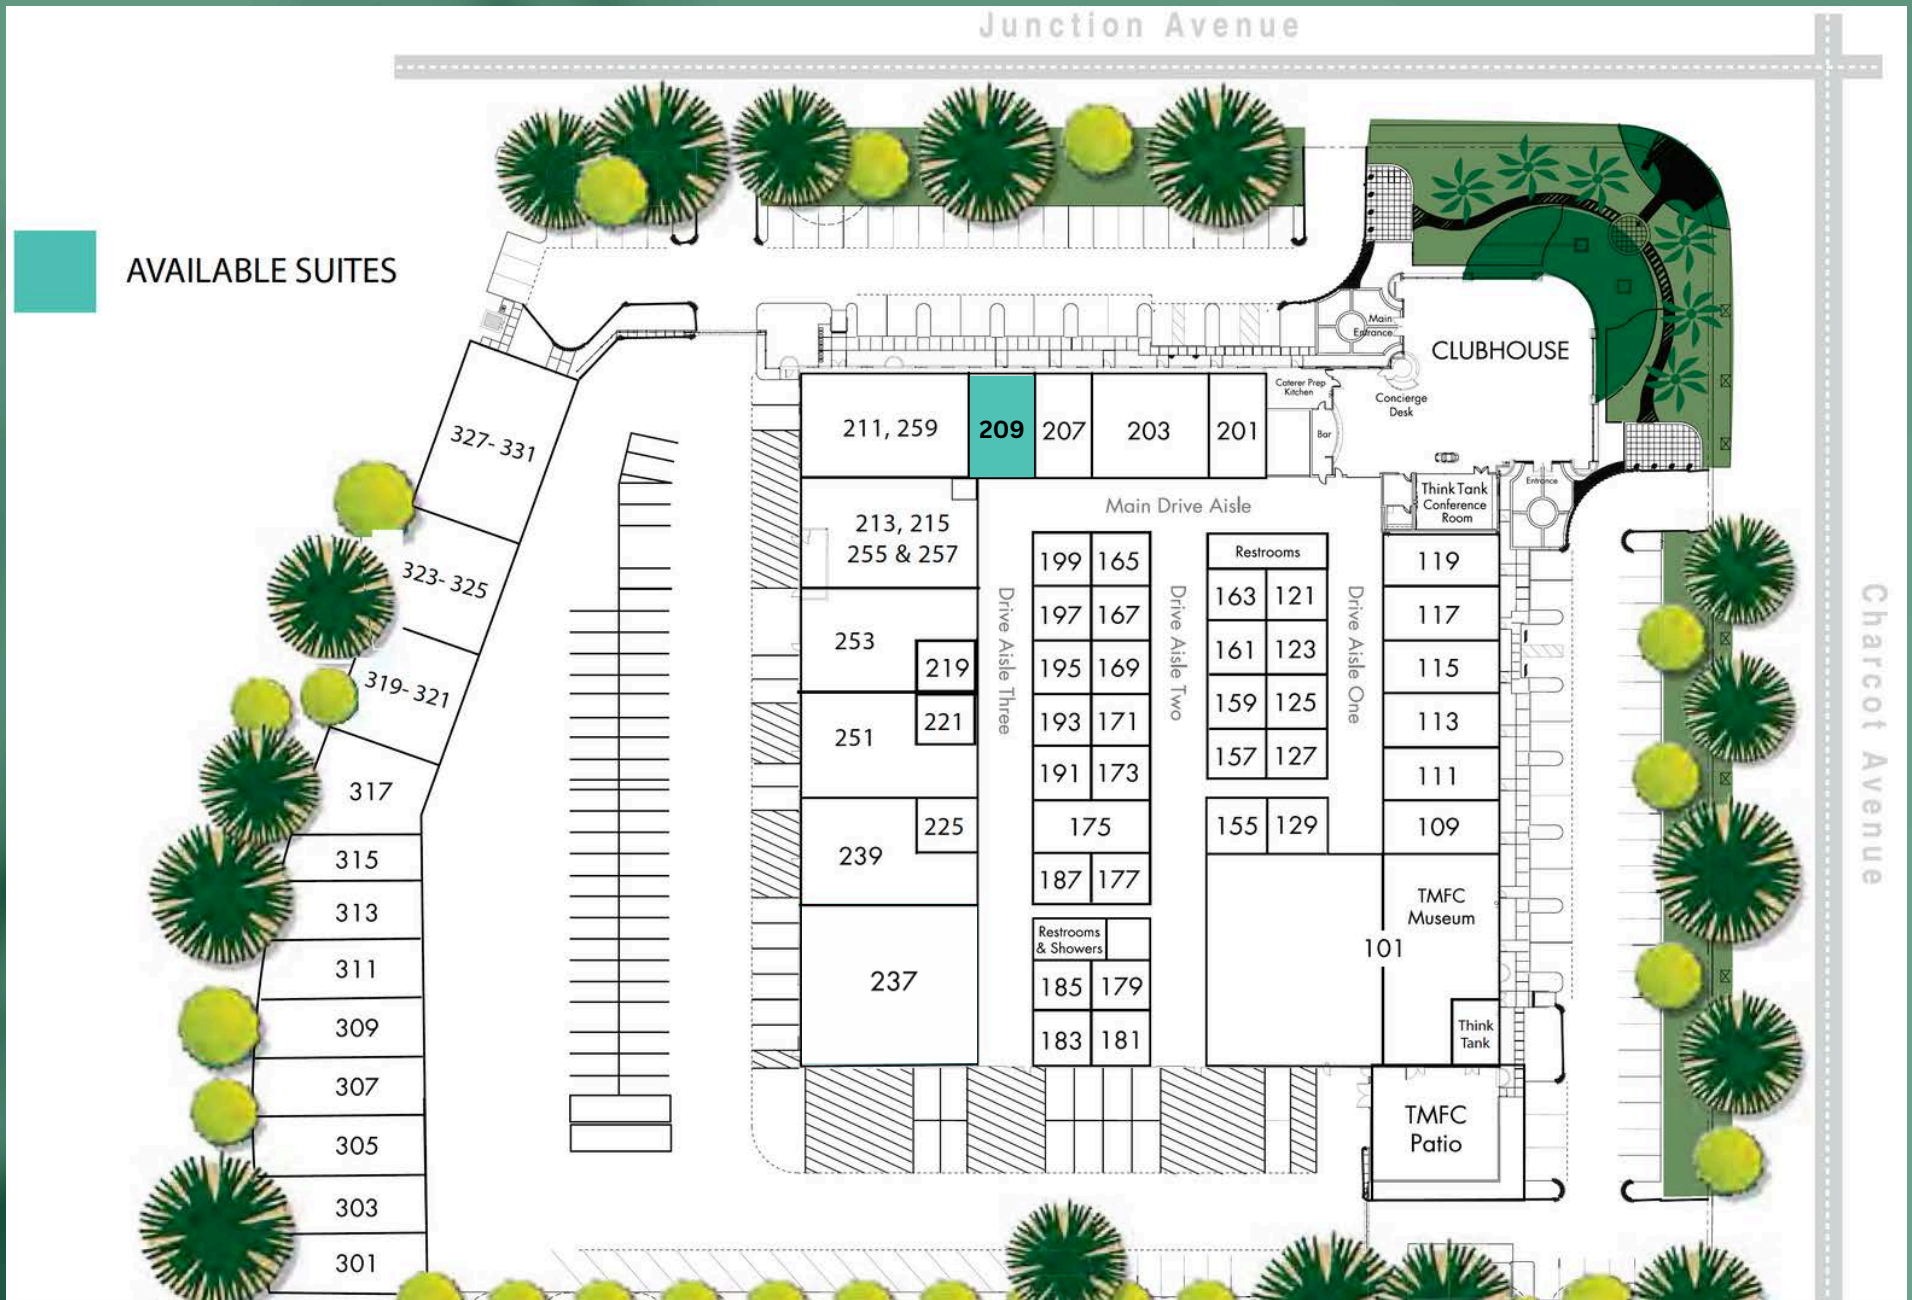 Junction Avenue
AVAILABLE SUITES
Main
Entrance
CLUBHOUSE
Caterer Prep
Kitchen
Concierge
Desk
211, 259
209
207
203
201
Bar
327- 331
Think Tank
Conference
Room
Entrance
Main Drive Aisle
213, 215
255 & 257
323- 325
319- 321
317
315
313
311
309
307
305
303
301
253
219
251
221
239
225
237
Drive Aisle Three
199 165
197 167
195 169
193 171
191 173
175
187 177
Restrooms
& Showers
185 179
183 181
Drive Aisle Two
Restrooms
163 121
161 123
159 125
157 127
155 129
Drive Aisle One
119
117
115
113
111
109
TMFC
Museum
101
Think
Tank
TMFC
Patio
Charcot Avenue